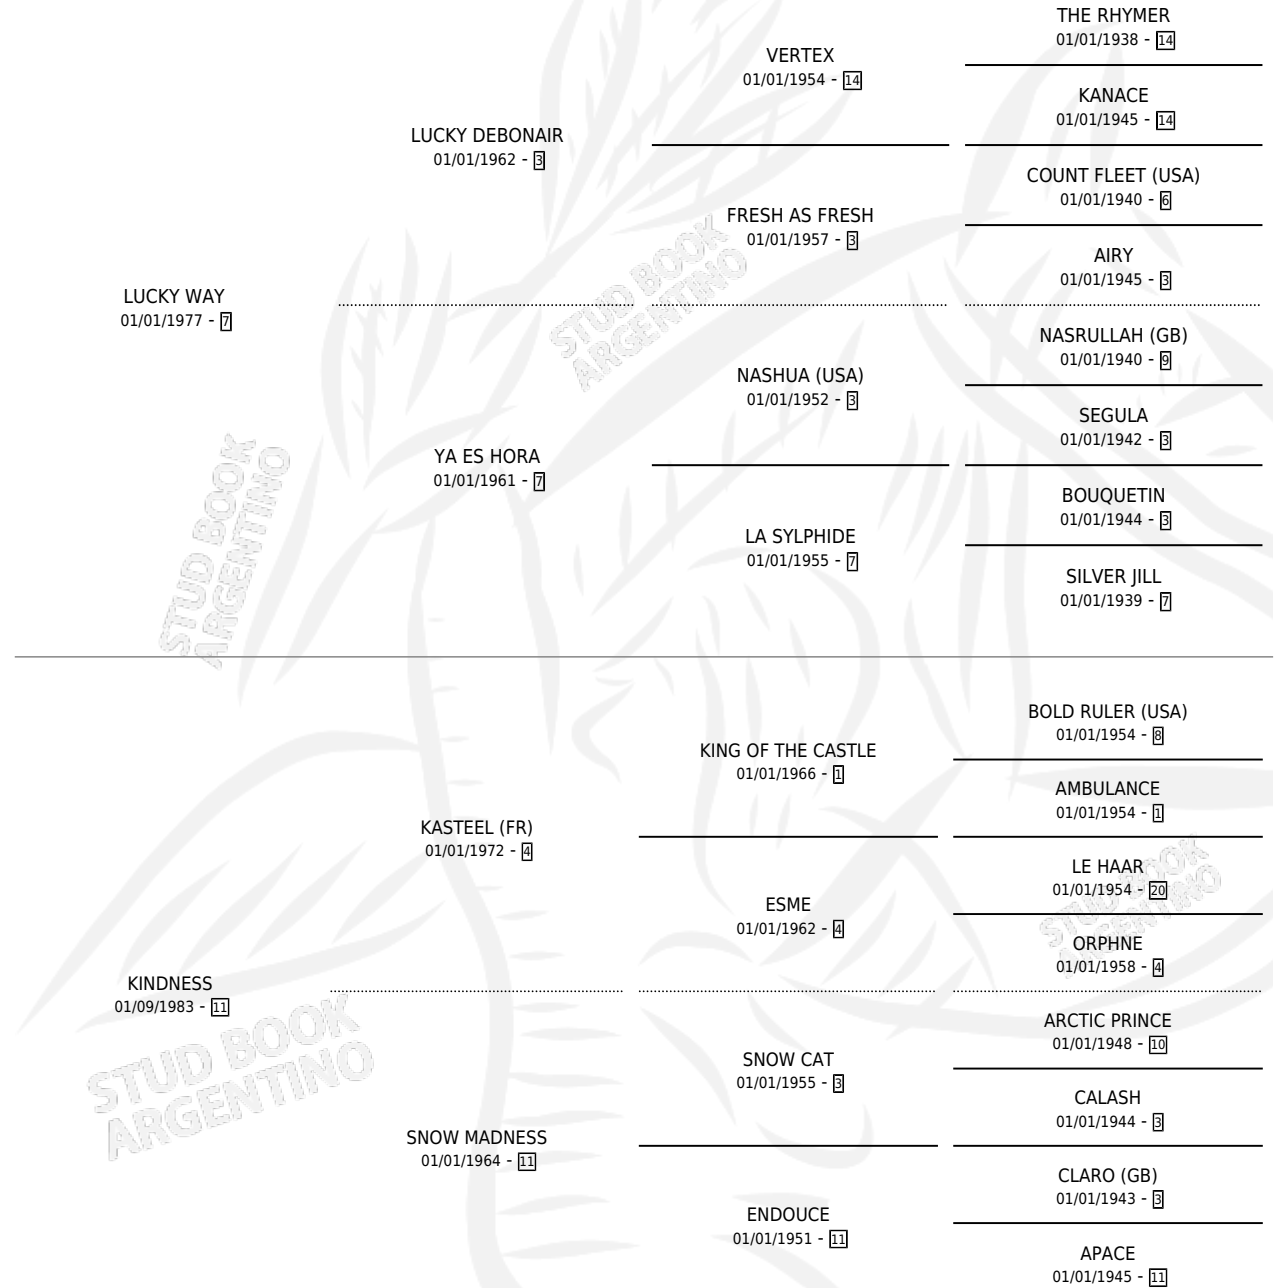 THE RHYMER
01/01/1938 - 14
VERTEX
01/01/1954 - 14
KANACE
01/01/1945 - 14
LUCKY DEBONAIR
01/01/1962 - 3
COUNT FLEET (USA)
01/01/1940 - 6
FRESH AS FRESH
01/01/1957 - 3
AIRY
01/01/1945 - 3
LUCKY WAY
01/01/1977 - 7
NASRULLAH (GB)
01/01/1940 - 9
NASHUA (USA)
01/01/1952 - 3
SEGULA
01/01/1942 - 3
YA ES HORA
01/01/1961 - 7
BOUQUETIN
01/01/1944 - 3
LA SYLPHIDE
01/01/1955 - 7
SILVER JILL
01/01/1939 - 7
BOLD RULER (USA)
01/01/1954 - 8
KING OF THE CASTLE
01/01/1966 - 1
AMBULANCE
01/01/1954 - 1
KASTEEL (FR)
01/01/1972 - 4
LE HAAR
01/01/1954 - 20
ESME
01/01/1962 - 4
ORPHNE
01/01/1958 - 4
KINDNESS
01/09/1983 - 11
ARCTIC PRINCE
01/01/1948 - 10
SNOW CAT
01/01/1955 - 3
CALASH
01/01/1944 - 3
SNOW MADNESS
01/01/1964 - 11
CLARO (GB)
01/01/1943 - 3
ENDOUCE
01/01/1951 - 11
APACE
01/01/1945 - 11
STUD BOOK
ARGENTINO
STUD BOOK
ARGENTINO
STUD BOOK
ARGENTINO
STUD BOOK
ARGENTINO